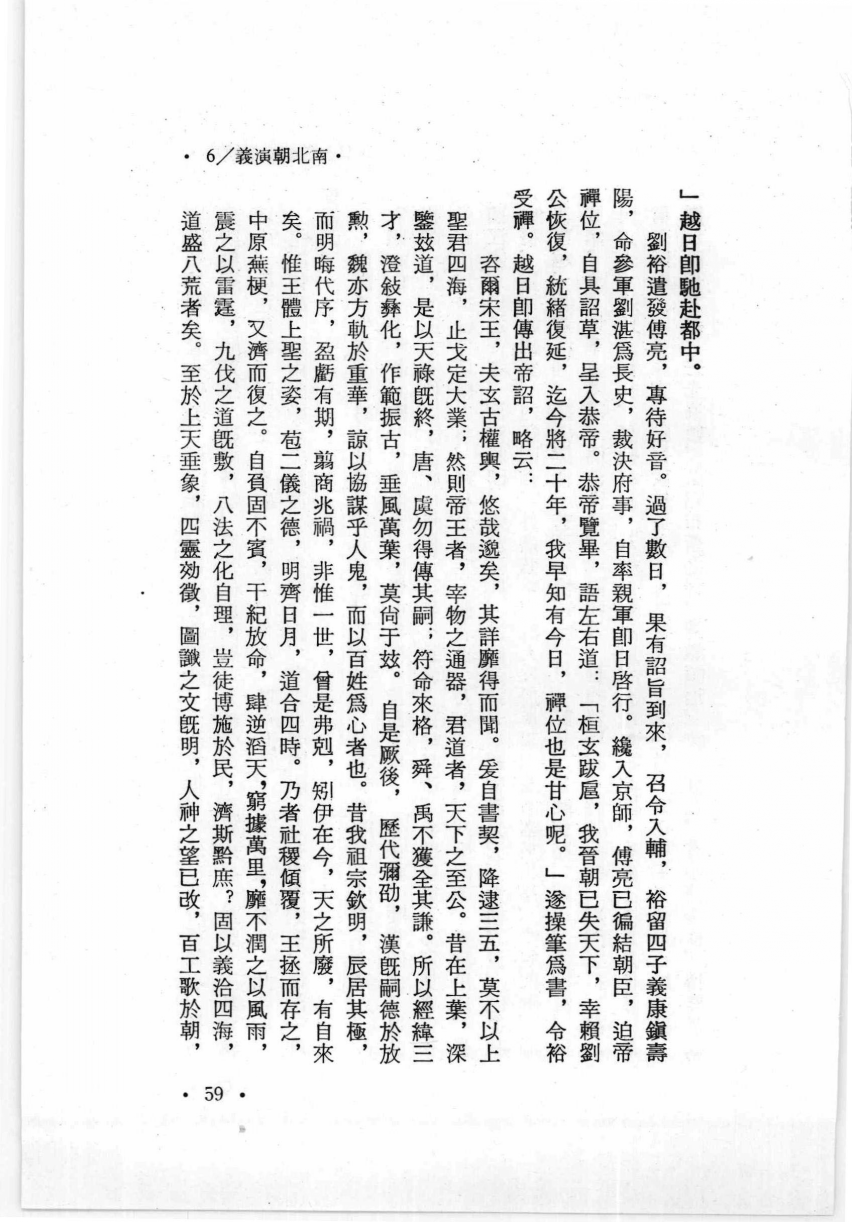 ·南北朝演義／6·
」越日卽馳赴都中。
劉裕遣發傅亮，專待好音。過了數日，果有詔旨到來，召令入輔，裕留四子義康鎭壽
陽，命參軍劉湛爲長史，裁決府事，自率親軍卽日啓行。纔入京師，傅亮已徧結朝臣，迫帝
禪位，自具詔草，呈入恭帝。恭帝覽畢，語左右道：「桓玄跋扈，我晉朝已失天下，幸賴劉
公恢復，統緒復延，迄今將二十年，我早知有今日，禪位也是甘心呢。」遂操筆爲書，令裕
受禪。越日卽傳出帝詔，略云：
咨爾宋王，夫玄古權輿，悠哉邈矣，其詳靡得而聞。爰自書契，降逮三五，莫不以上
聖君四海，止戈定大業；然則帝王者，宰物之通器，君道者，天下之至公。昔在上葉，深
鑒玆道，是以天祿旣終，唐、虞勿得傳其嗣；符命來格，舜、禹不獲全其謙。所以經緯三
才，澄敍彝化，作範振古，垂風萬葉，莫尙于玆。自是厥後，歷代彌劭，漢旣嗣德於放
勳，魏亦方軌於重華，諒以協謀乎人鬼，而以百姓爲心者也。昔我祖宗欽明，辰居其極，
而明晦代序，盈虧有期，翦商兆禍，非惟一世，曾是弗剋，矧伊在今，天之所廢，有自來
矣。惟王體上聖之姿，苞二儀之德，明齊日月，道合四時。乃者社稷傾覆，王拯而存之，
中原蕪梗，又濟而復之。自負固不賓，干紀放命，肆逆滔天，窮據萬里，靡不潤之以風雨，
震之以雷霆，九伐之道旣敷，八法之化自理，豈徒博施於民，濟斯黔庶？固以義洽四海，
道盛八荒者矣。至於上天垂象，四靈効徵，圖讖之文旣明，人神之望已改，百工歌於朝，
·59·